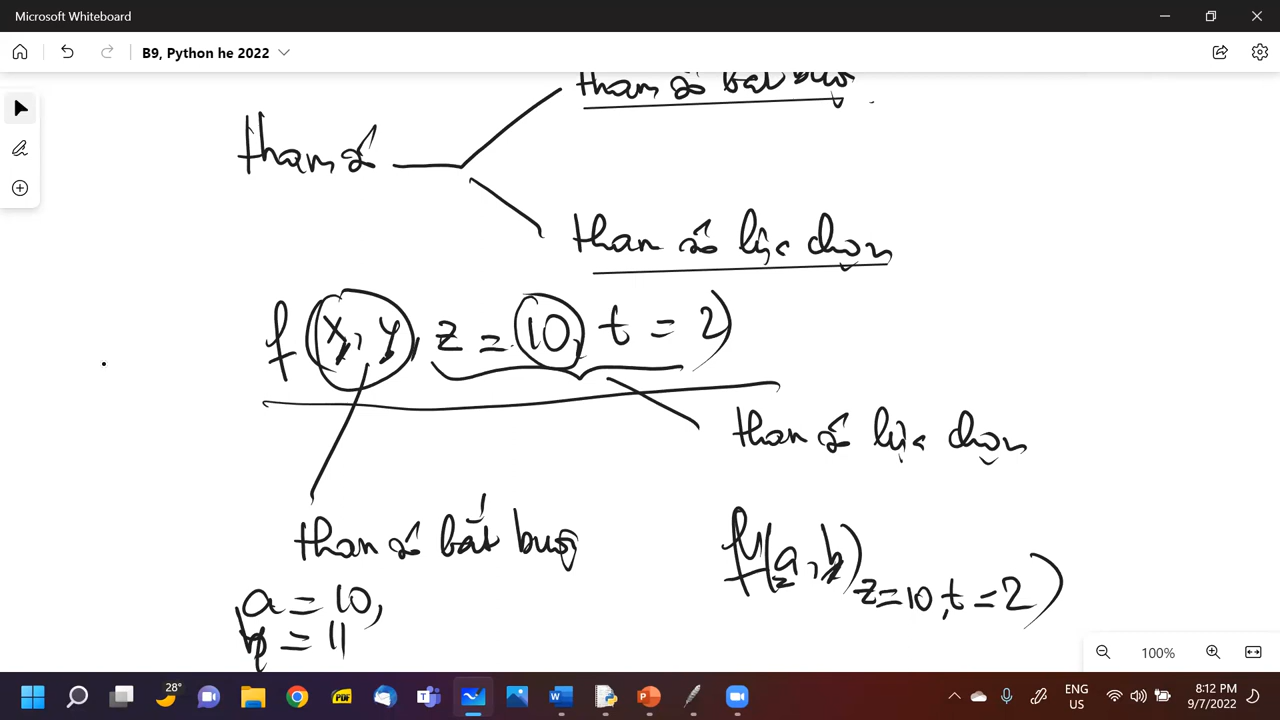 Microsoft Whiteboard
B9, Python he 2022
tham số bắt buộc
tham số
tham số lựa chọn
f(x, y, z = 10, t = 2)
tham số lựa chọn
tham số bắt buộc
f(a, b) z=10, t=2)
a = 10,
b = 11
100%
28°
ENG
US
8:12 PM
9/7/2022